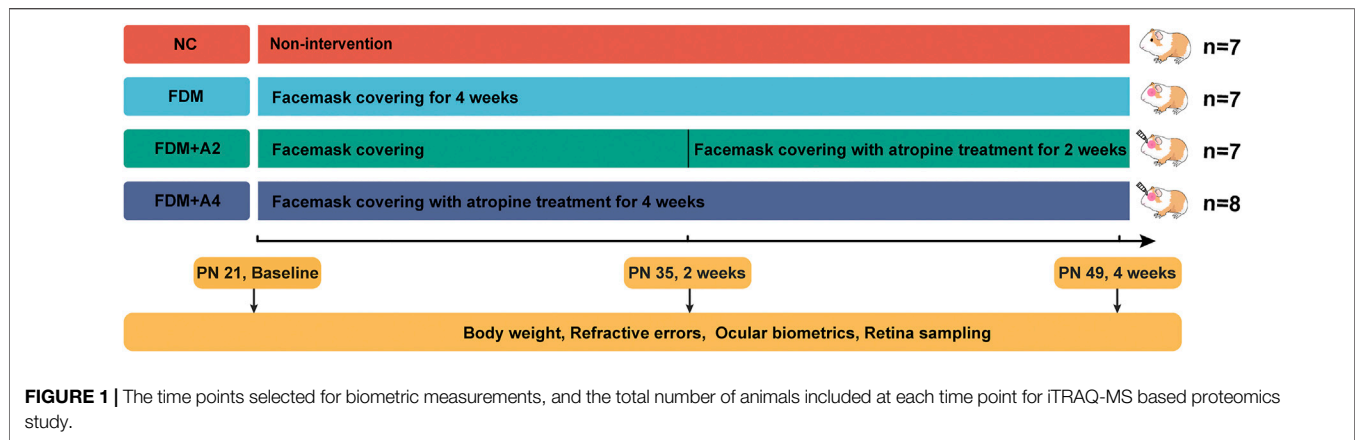 NC Non-intervention n=7
FDM Facemask covering for 4 weeks n=7
FDM+A2 Facemask covering Facemask covering with atropine treatment for 2 weeks n=7
FDM+A4 Facemask covering with atropine treatment for 4 weeks n=8
PN 21, Baseline PN 35, 2 weeks PN 49, 4 weeks
Body weight, Refractive errors, Ocular biometrics, Retina sampling
FIGURE 1 | The time points selected for biometric measurements, and the total number of animals included at each time point for iTRAQ-MS based proteomics
study.